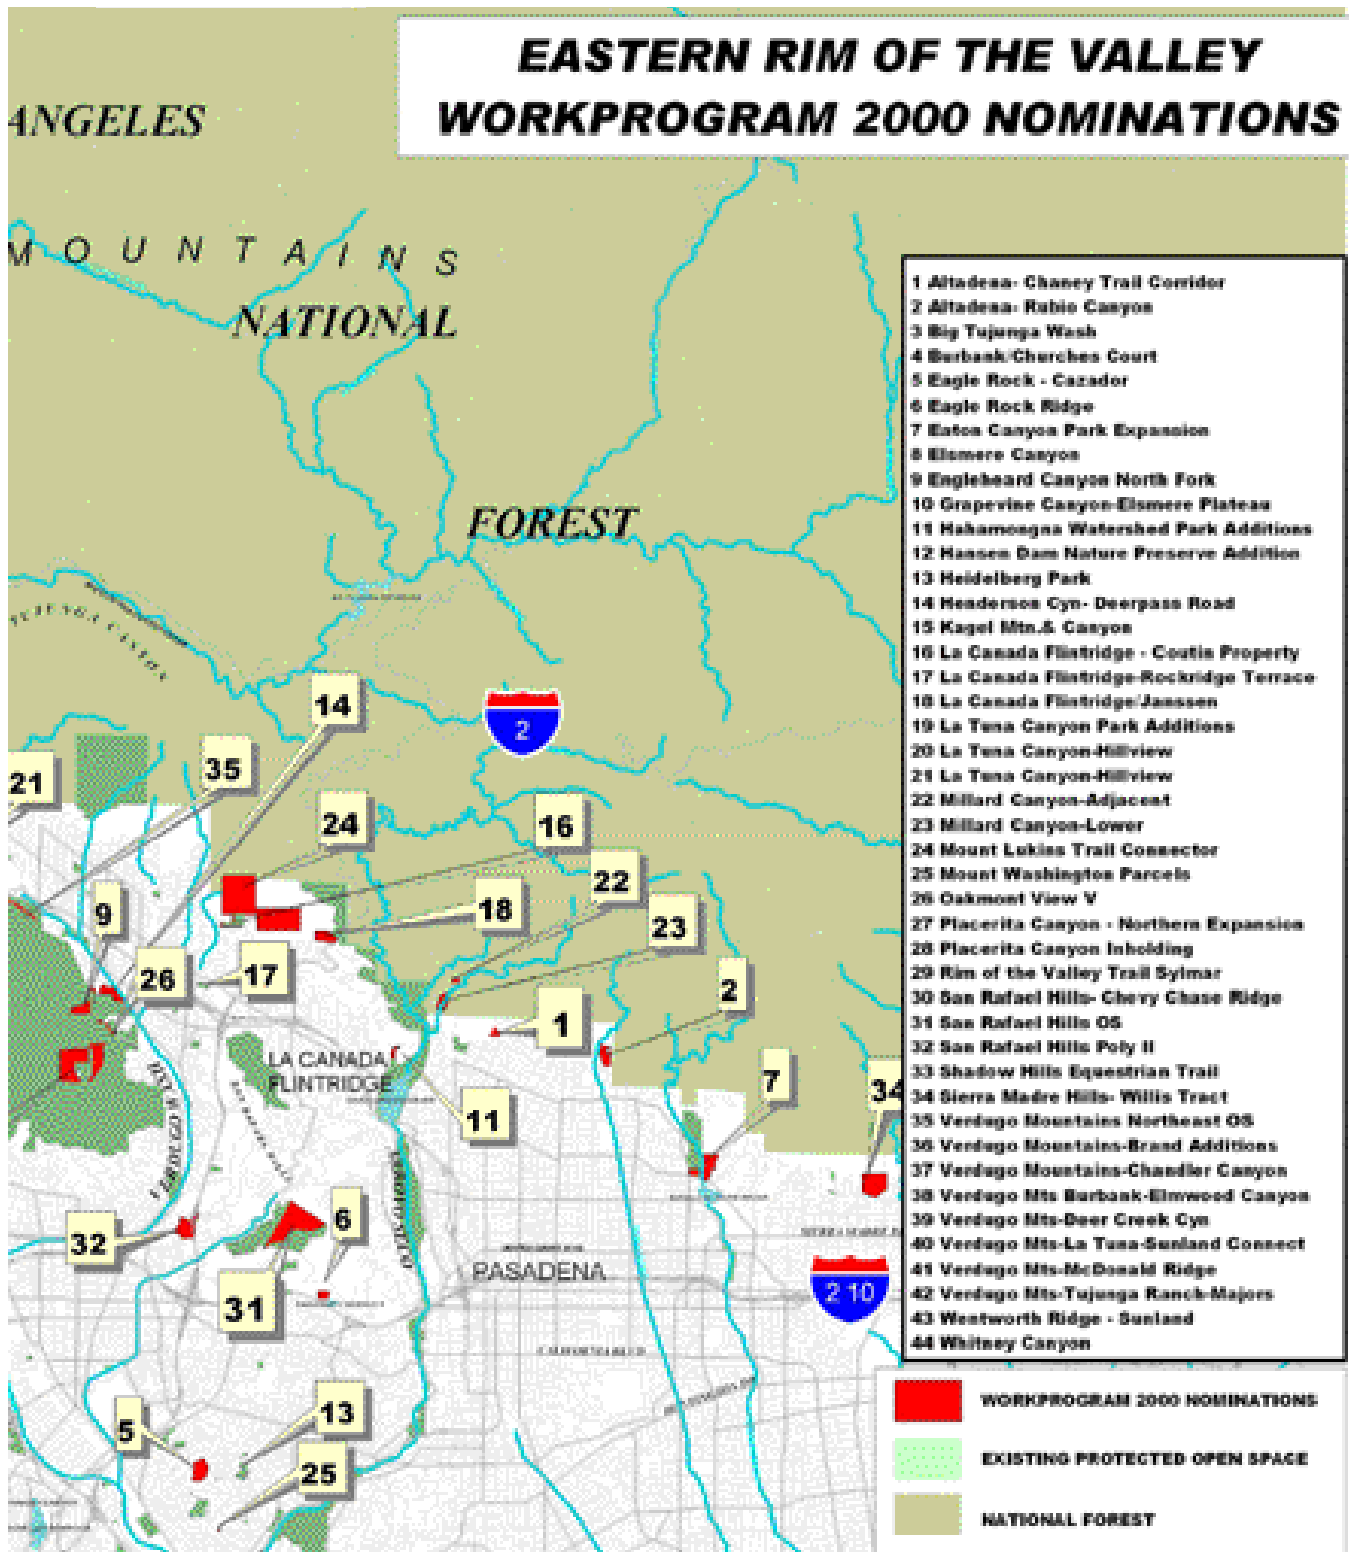 EASTERN RIM OF THE VALLEY
WORKPROGRAM 2000 NOMINATIONS
ANGELES
MOUNTAINS
NATIONAL
FOREST
TUJUNGA CANYON
1 Altadena- Chaney Trail Corridor
2 Altadena- Rubio Canyon
3 Big Tujunga Wash
4 Burbank/Churches Court
5 Eagle Rock - Cazador
6 Eagle Rock Ridge
7 Eaton Canyon Park Expansion
8 Elsmere Canyon
9 Engleheard Canyon North Fork
10 Grapevine Canyon-Elsmere Plateau
11 Hahamongna Watershed Park Additions
12 Hansen Dam Nature Preserve Addition
13 Heidelberg Park
14 Henderson Cyn- Deerpass Road
15 Kagel Mtn.& Canyon
16 La Canada Flintridge - Coutin Property
17 La Canada Flintridge-Rockridge Terrace
18 La Canada Flintridge/Janssen
19 La Tuna Canyon Park Additions
20 La Tuna Canyon-Hillview
21 La Tuna Canyon-Hillview
22 Millard Canyon-Adjacent
23 Millard Canyon-Lower
24 Mount Lukins Trail Connector
25 Mount Washington Parcels
26 Oakmont View V
27 Placerita Canyon - Northern Expansion
28 Placerita Canyon Inholding
29 Rim of the Valley Trail Sylmar
30 San Rafael Hills- Chevy Chase Ridge
31 San Rafael Hills OS
32 San Rafael Hills Poly II
33 Shadow Hills Equestrian Trail
34 Sierra Madre Hills- Willis Tract
35 Verdugo Mountains Northeast OS
36 Verdugo Mountains-Brand Additions
37 Verdugo Mountains-Chandler Canyon
38 Verdugo Mts Burbank-Elmwood Canyon
39 Verdugo Mts-Deer Creek Cyn
40 Verdugo Mts-La Tuna-Sunland Connect
41 Verdugo Mts-McDonald Ridge
42 Verdugo Mts-Tujunga Ranch-Majors
43 Wentworth Ridge - Sunland
44 Whitney Canyon
14
2
35
21
24
16
22
18
9
23
26
17
2
1
LA CANADA
FLINTRIDGE
7
34
11
6
32
PASADENA
2 10
31
13
5
25
WORKPROGRAM 2000 NOMINATIONS
EXISTING PROTECTED OPEN SPACE
NATIONAL FOREST